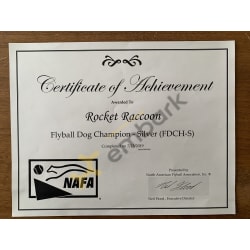 Certificate of Achievement
Awarded To
Rocket Raccoon
Flyball Dog Champion - Silver (FDCH-S)
embark
Presented by
North American Flyball Association, Inc. ®
NAFA